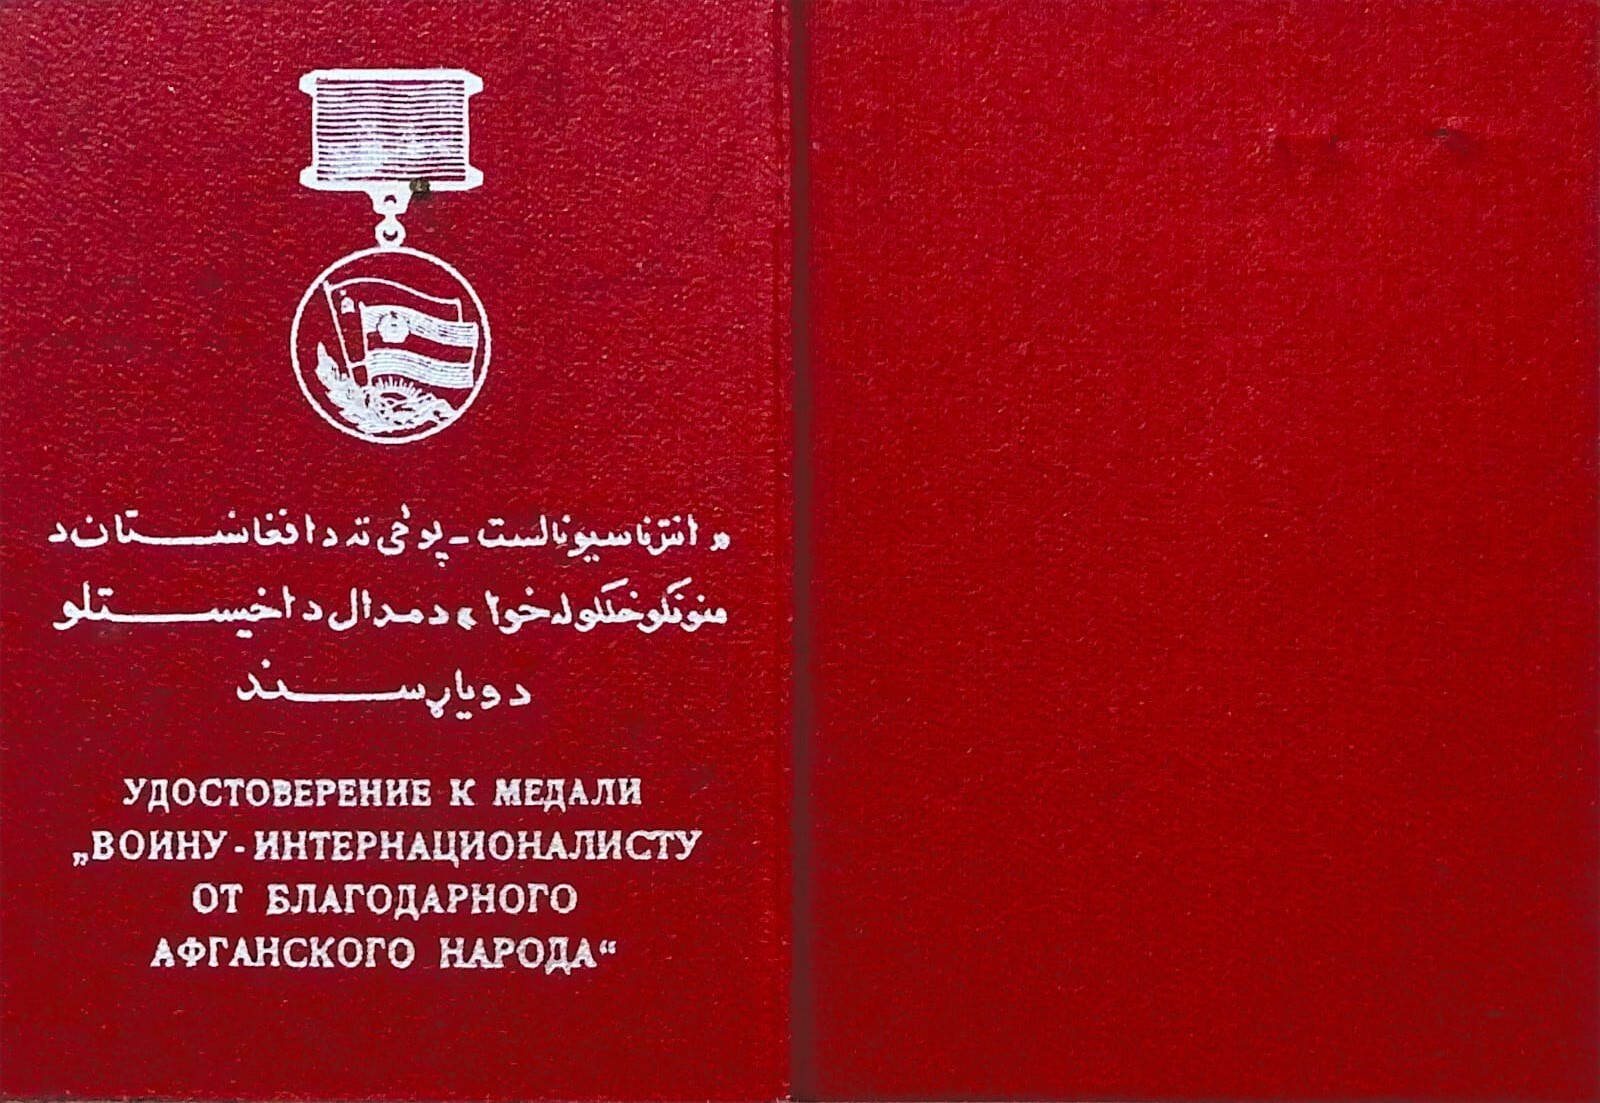 « انترناسیونالست - پوځي ته د افغانستان د
منونکو خلکو له خوا » د مدال د اخیستلو
د ویاړ سند
УДОСТОВЕРЕНИЕ К МЕДАЛИ
„ВОИНУ-ИНТЕРНАЦИОНАЛИСТУ
ОТ БЛАГОДАРНОГО
АФГАНСКОГО НАРОДА“